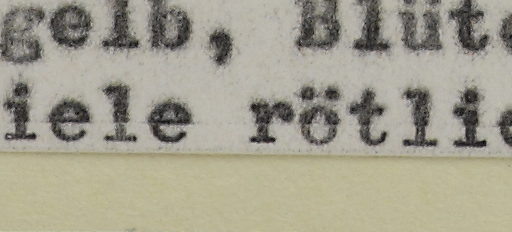 gelb, Blüt
iele rötli